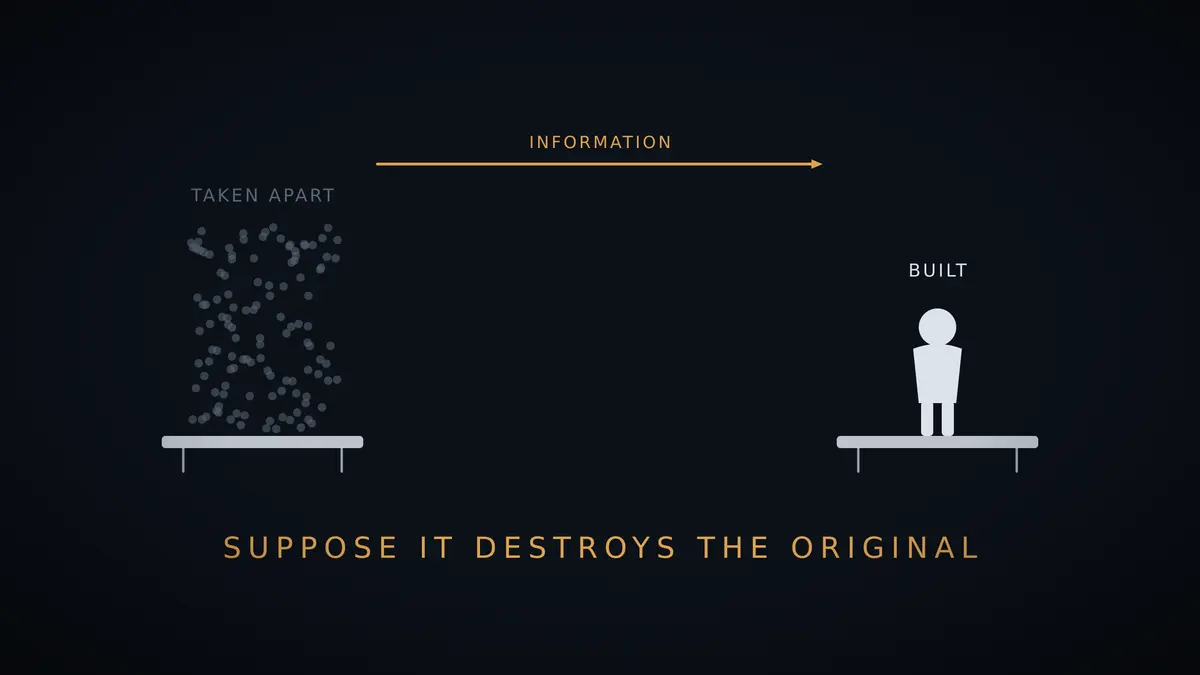 INFORMATION
TAKEN APART
BUILT
SUPPOSE IT DESTROYS THE ORIGINAL